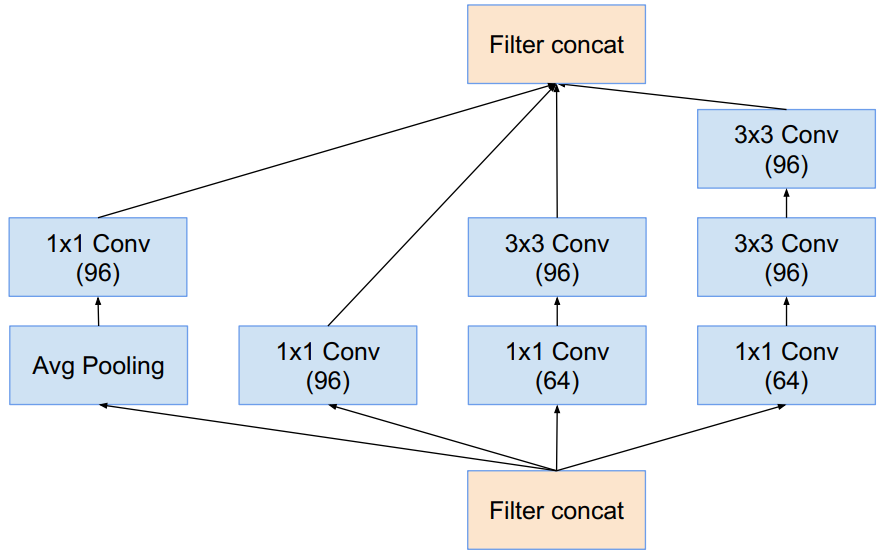 Filter concat
3x3 Conv
(96)
1x1 Conv
(96)
3x3 Conv
(96)
3x3 Conv
(96)
Avg Pooling
1x1 Conv
(96)
1x1 Conv
(64)
1x1 Conv
(64)
Filter concat